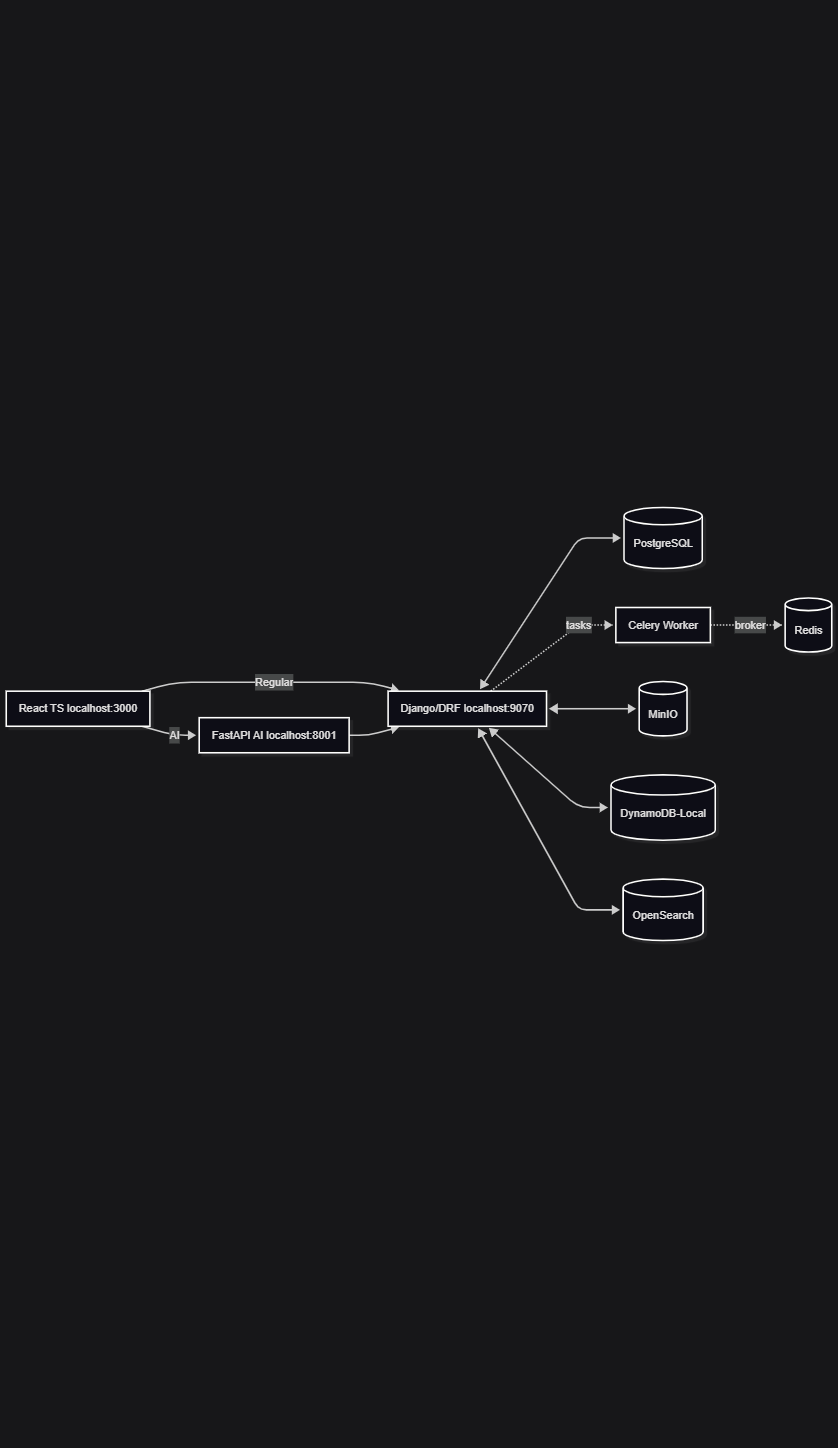 PostgreSQL
tasks
Celery Worker
broker
Redis
Regular
React TS localhost:3000
Django/DRF localhost:9070
MinIO
AI
FastAPI AI localhost:8001
DynamoDB-Local
OpenSearch